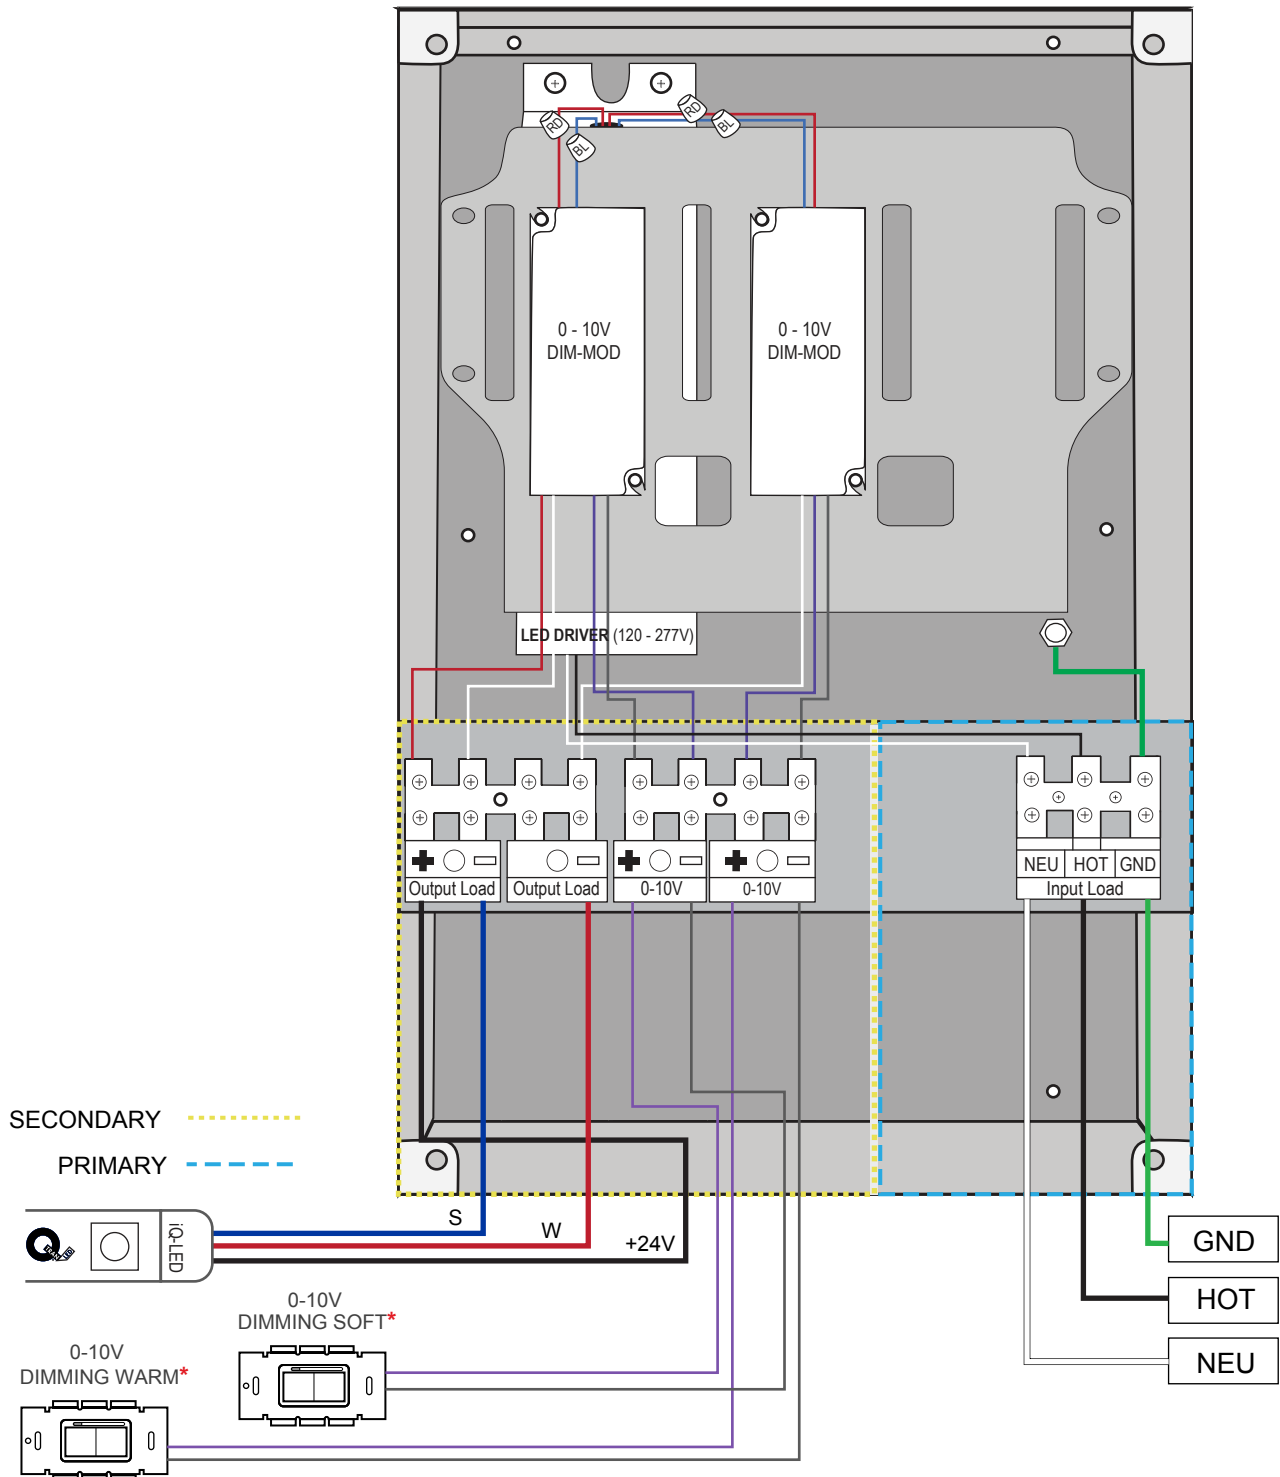 RD
BL
RD
BL
0 - 10V
DIM-MOD
0 - 10V
DIM-MOD
LED DRIVER (120 - 277V)
NEU HOT GND
Output Load
Output Load
0-10V
0-10V
Input Load
SECONDARY
PRIMARY
S
W
+24V
iQ-LED
GND
HOT
NEU
0-10V
DIMMING SOFT*
0-10V
DIMMING WARM*